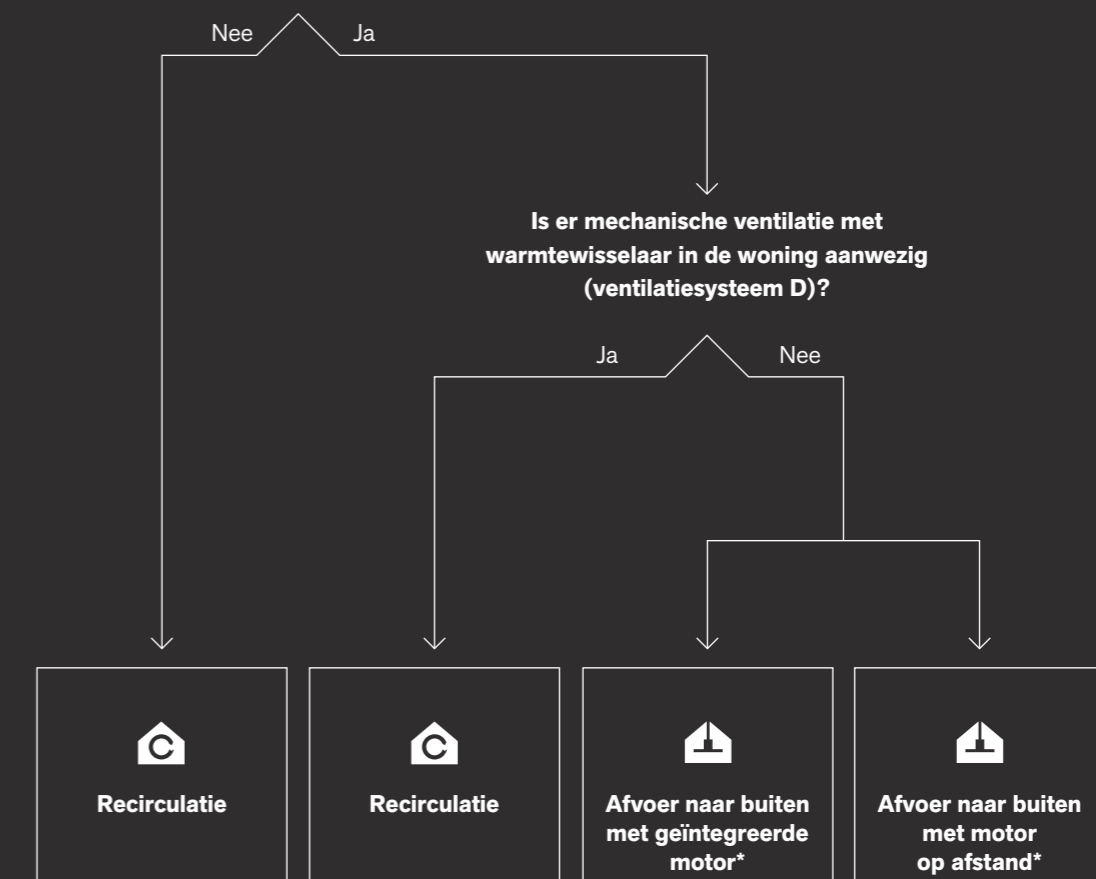 Nee
Ja
Is er mechanische ventilatie met
warmtewisselaar in de woning aanwezig
(ventilatiesysteem D)?
Ja
Nee
Recirculatie
Recirculatie
Afvoer naar buiten
met geïntegreerde
motor*
Afvoer naar buiten
met motor
op afstand*